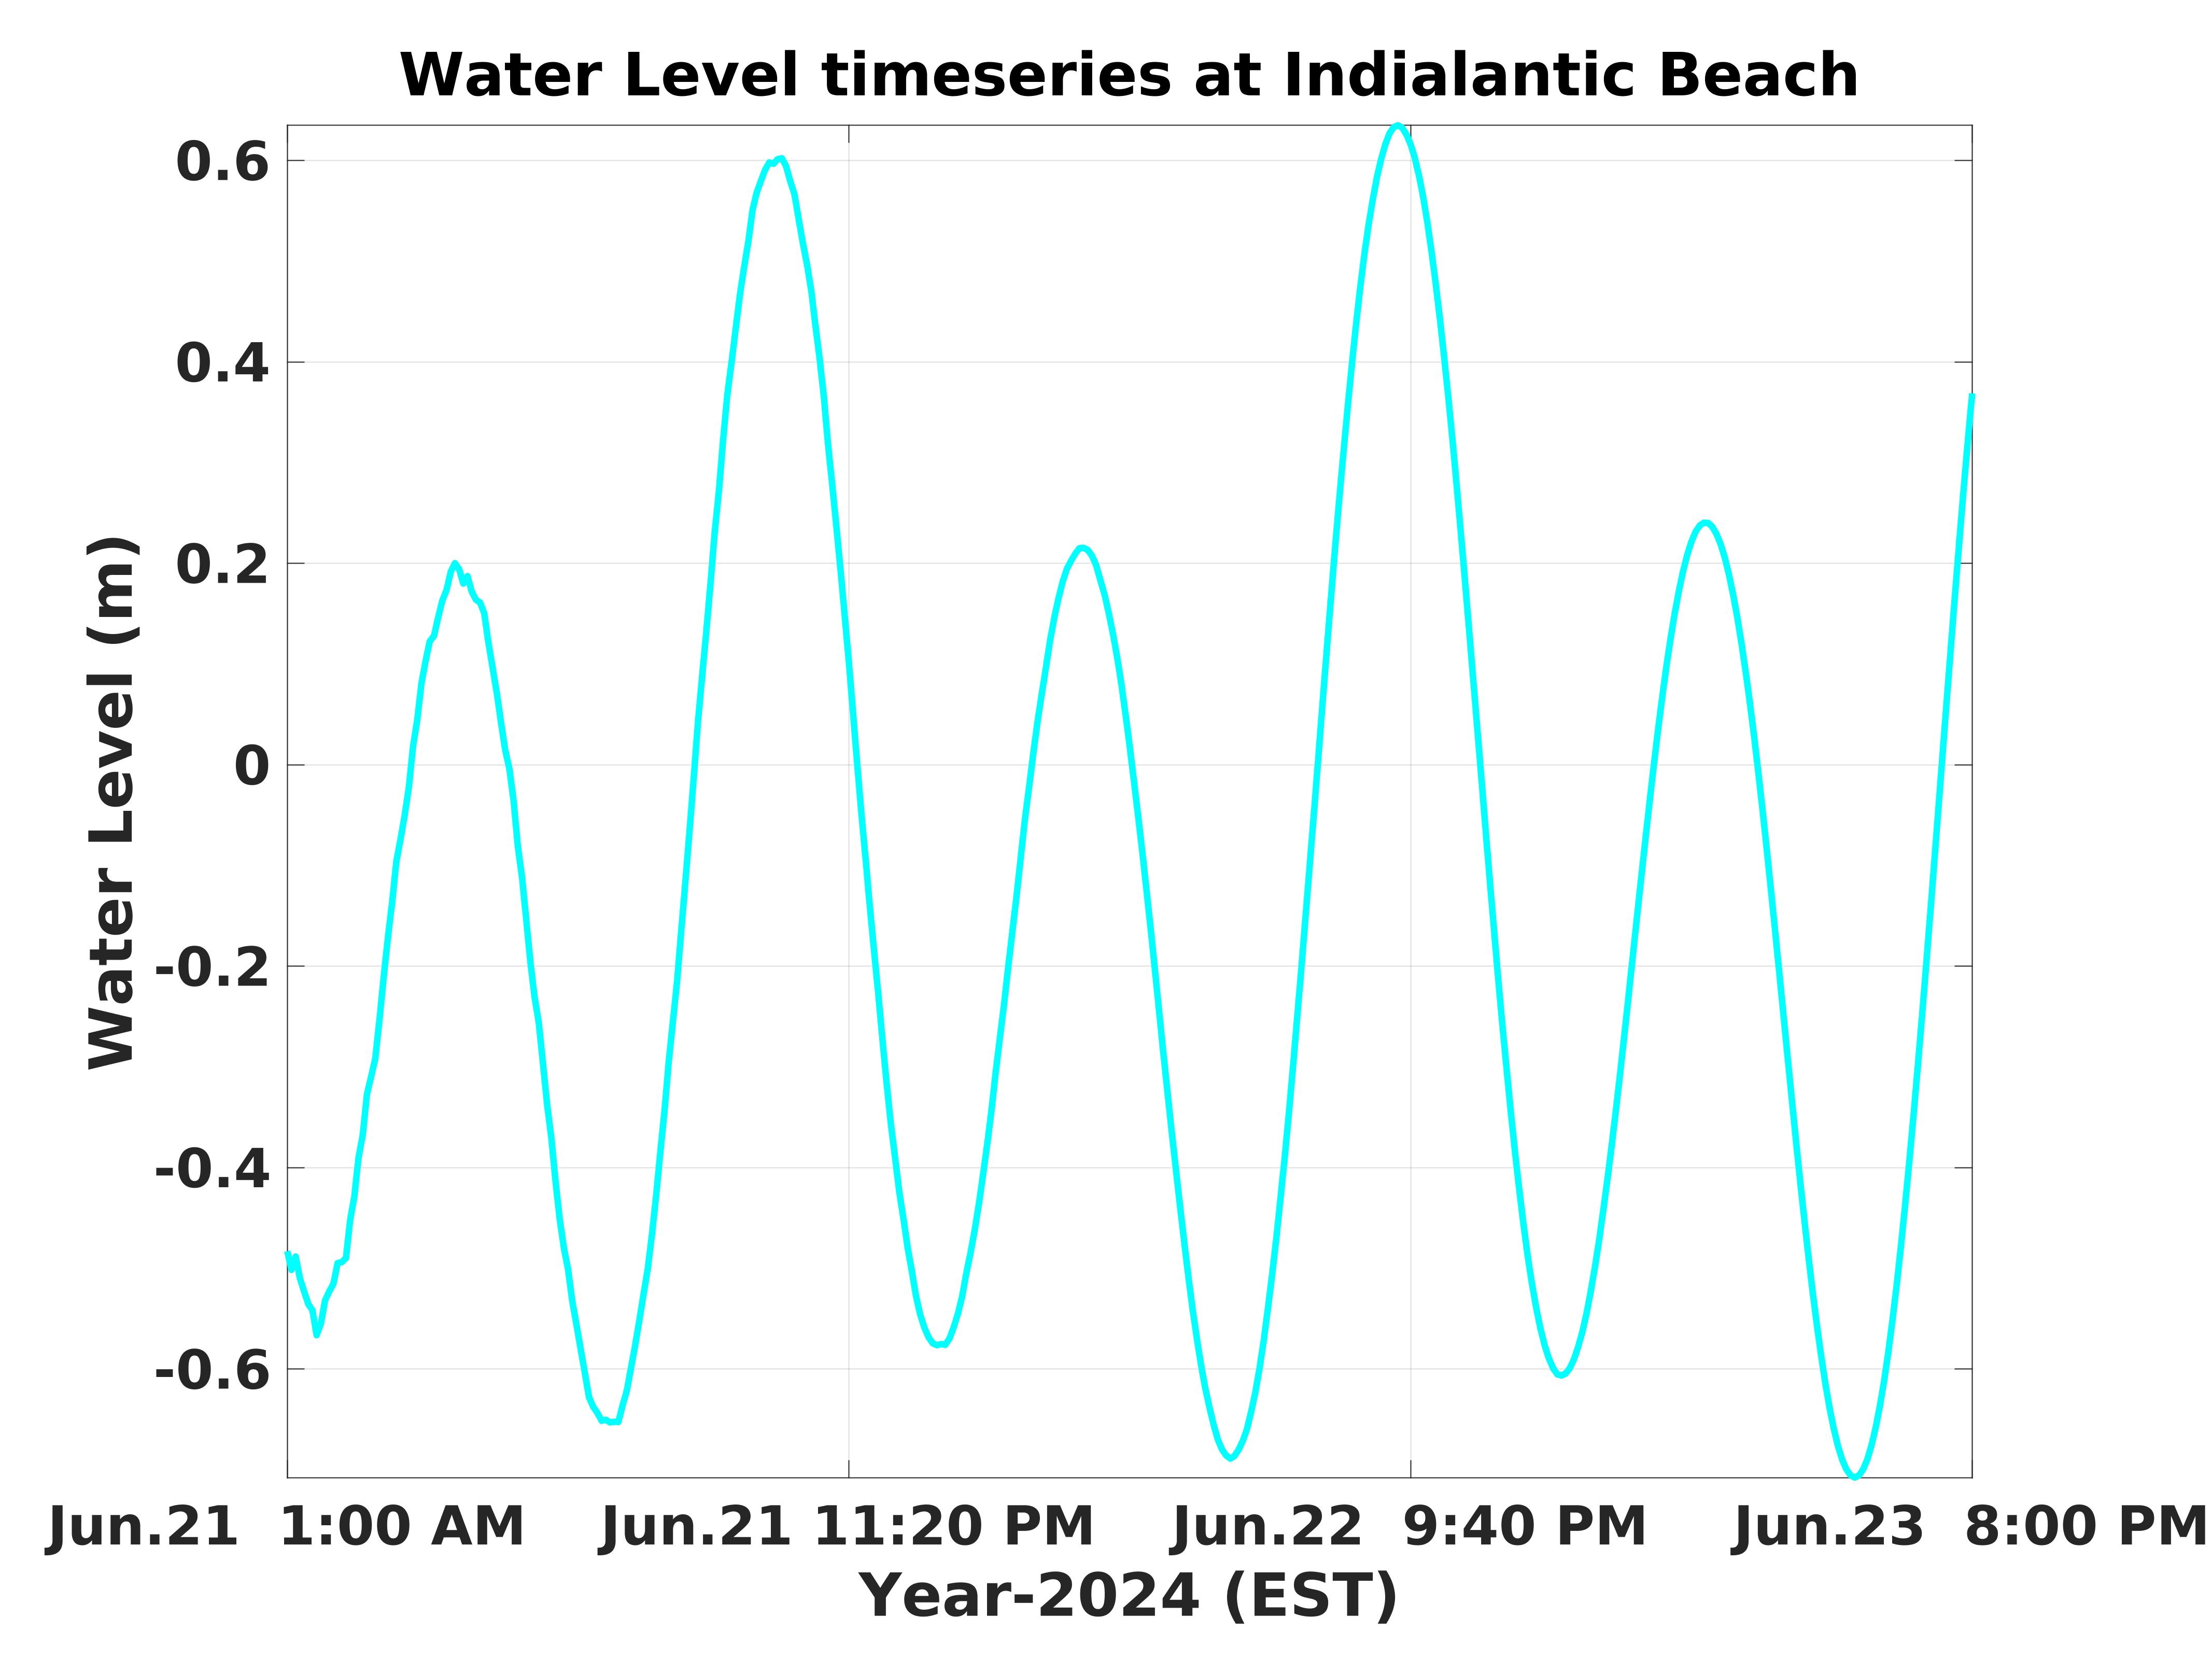 Water Level timeseries at Indialantic Beach
0.6
0.4
0.2
0
-0.2
-0.4
-0.6
Water Level (m)
Jun.21 1:00 AM Jun.21 11:20 PM Jun.22 9:40 PM Jun.23 8:00 PM
Year-2024 (EST)